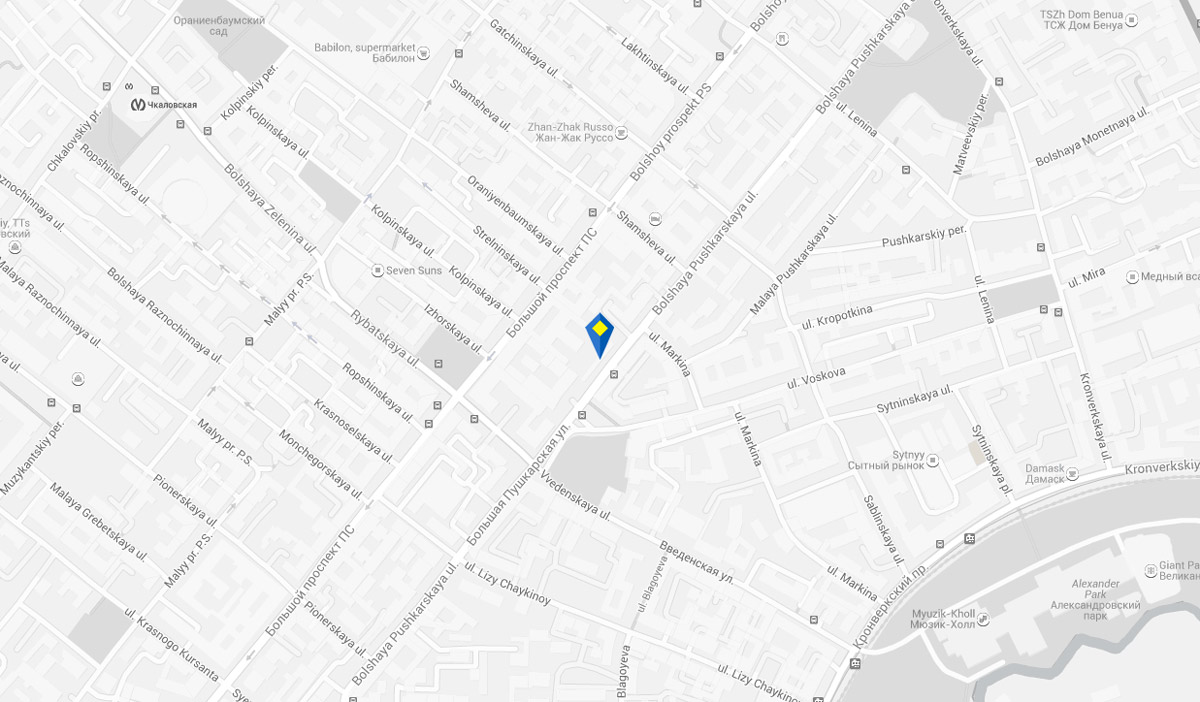 Ораниенбаумский
сад
Babilon, supermarket
Бабилон
Gatchinskaya ul.
Lakhtinskaya ul.
Bolshoy
Bolshaya Pushkarskaya ul.
Kronverkskaya ul.
TSZh Dom Benua
ТСЖ Дом Бенуа
Чкаловская
Kolpinskiy per.
Kolpinskaya ul.
Shamsheva ul.
Zhan-Zhak Russo
Жан-Жак Руссо
Bolshoy prospekt PS
ul. Lenina
Matveevskiy per.
Bolshaya Monetnaya ul.
Chkalovskiy pr.
Ropshinskaya ul.
Bolshaya Zelenina ul.
Oraniyenbaumskaya ul.
Raznochinnaya ul.
iy, TTs
вский
Kolpinskaya ul.
Strelninskaya ul.
Shamsheva ul.
Большой проспект ПС
Bolshaya Pushkarskaya ul.
Malaya Pushkarskaya ul.
Pushkarskiy per.
Malaya Raznochinnaya ul.
Bolshaya Raznochinnaya ul.
Malyy pr. P.S.
Seven Suns
Kolpinskaya ul.
Izhorskaya ul.
Rybatskaya ul.
ul. Lenina
ul. Mira
Медный вса
ul. Kropotkina
ul. Markina
ul. Voskova
Sytninskaya ul.
Kronverkskaya ul.
Ropshinskaya ul.
Krasnoselskaya ul.
Monchegorskaya ul.
Malyy pr. P.S.
Muzykantskiy per.
Большая Пушкарская ул.
ul. Markina
Sytnyy
Сытный рынок
Sytninskaya pl.
Damask
Дамаск
Kronverkskiy
Pionerskaya ul.
Malaya Grebetskaya ul.
Malyy pr. P.S.
Большой проспект ПС
Vvedenskaya ul.
Введенская ул.
Sablinskaya ul.
ul. Markina
Кронверкский пр.
ul. Lizy Chaykinoy
ul. Blagoyeva
Blagoyeva
Alexander
Park
Александровский
парк
Giant Pa
Великан
Myuzik-Kholl
Мюзик-Холл
ul. Krasnogo Kursanta
Pionerskaya ul.
Bolshaya Pushkarskaya ul.
ul. Lizy Chaykinoy